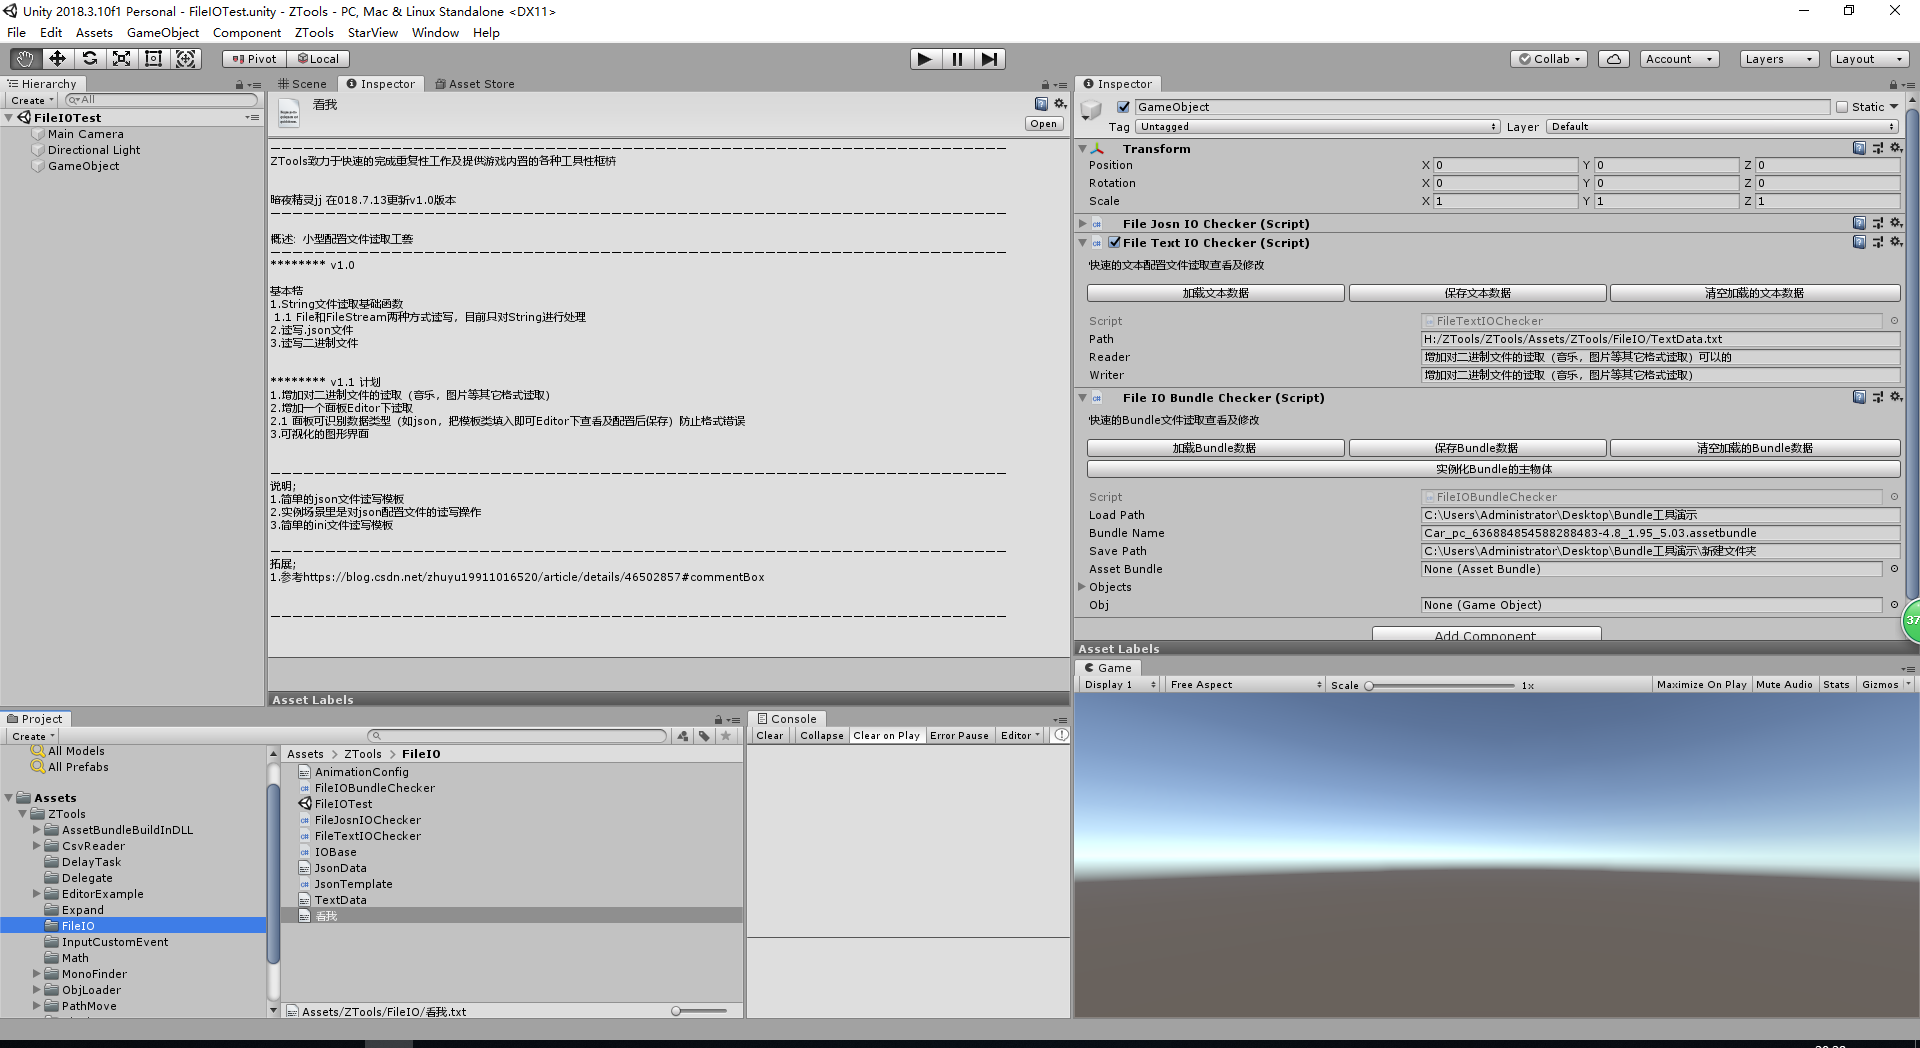 Unity 2018.3.10f1 Personal - FileIOTest.unity - ZTools - PC, Mac & Linux Standalone <DX11>
File Edit Assets GameObject Component ZTools StarView Window Help
Pivot Local
Collab Account Layers Layout
Hierarchy
Create All
FileIOTest
Main Camera
Directional Light
GameObject
Scene Inspector Asset Store
看我
Open
ZTools致力于快速的完成重复性工作及提供游戏内置的各种工具性框架
暗夜精灵jj 在018.7.13更新v1.0版本
概述: 小型配置文件读取工套
******** v1.0
基本搭
1.String文件读取基础函数
1.1 File和FileStream两种方式读写, 目前只对String进行处理
2.读写.json文件
3.读写二进制文件
******** v1.1 计划
1.增加对二进制文件的读取 (音乐, 图片等其它格式读取)
2.增加一个面板Editor下读取
2.1 面板可识别数据类型 (如json, 把模板类填入即可Editor下查看及配置后保存) 防止格式错误
3.可视化的图形界面
说明;
1.简单的json文件读写模板
2.实例场景里是对json配置文件的读写操作
3.简单的ini文件读写模板
拓展;
1.参考https://blog.csdn.net/zhuyu19911016520/article/details/46502857#commentBox
Asset Labels
Inspector
GameObject Static
Tag Untagged Layer Default
Transform
Position X 0 Y 0 Z 0
Rotation X 0 Y 0 Z 0
Scale X 1 Y 1 Z 1
File Josn IO Checker (Script)
File Text IO Checker (Script)
快速的文本配置文件读取查看及修改
加载文本数据 保存文本数据 清空加载的文本数据
Script FileTextIOChecker
Path H:/ZTools/ZTools/Assets/ZTools/FileIO/TextData.txt
Reader 增加对二进制文件的读取 (音乐, 图片等其它格式读取) 可以的
Writer 增加对二进制文件的读取 (音乐, 图片等其它格式读取)
File IO Bundle Checker (Script)
快速的Bundle文件读取查看及修改
加载Bundle数据 保存Bundle数据 清空加载的Bundle数据
实例化Bundle的主物体
Script FileIOBundleChecker
Load Path C:\Users\Administrator\Desktop\Bundle工具演示
Bundle Name Car_pc_636884854588288483-4.8_1.95_5.03.assetbundle
Save Path C:\Users\Administrator\Desktop\Bundle工具演示\新建文件夹
Asset Bundle None (Asset Bundle)
Objects
Obj None (Game Object)
37
Add Component
Asset Labels
Game
Display 1 Free Aspect Scale 1x Maximize On Play Mute Audio Stats Gizmos
Project
Create
All Models
All Prefabs
Assets
ZTools
AssetBundleBuildInDLL
CsvReader
DelayTask
Delegate
EditorExample
Expand
FileIO
InputCustomEvent
Math
MonoFinder
ObjLoader
PathMove
Assets ZTools FileIO
AnimationConfig
FileIOBundleChecker
FileIOTest
FileJosnIOChecker
FileTextIOChecker
IOBase
JsonData
JsonTemplate
TextData
看我
Assets/ZTools/FileIO/看我.txt
Console
Clear Collapse Clear on Play Error Pause Editor